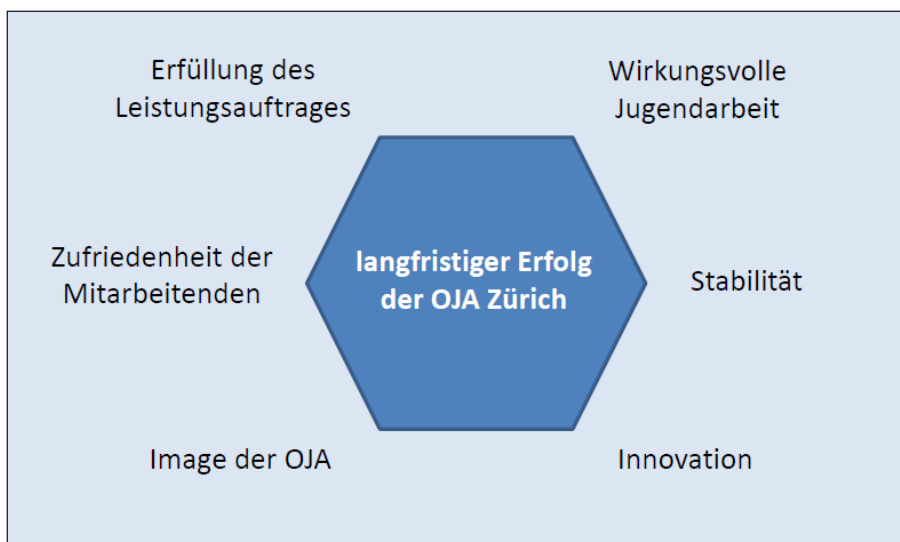 Erfüllung des
Leistungsauftrages
Wirkungsvolle
Jugendarbeit
Zufriedenheit der
Mitarbeitenden
langfristiger Erfolg
der OJA Zürich
Stabilität
Image der OJA
Innovation